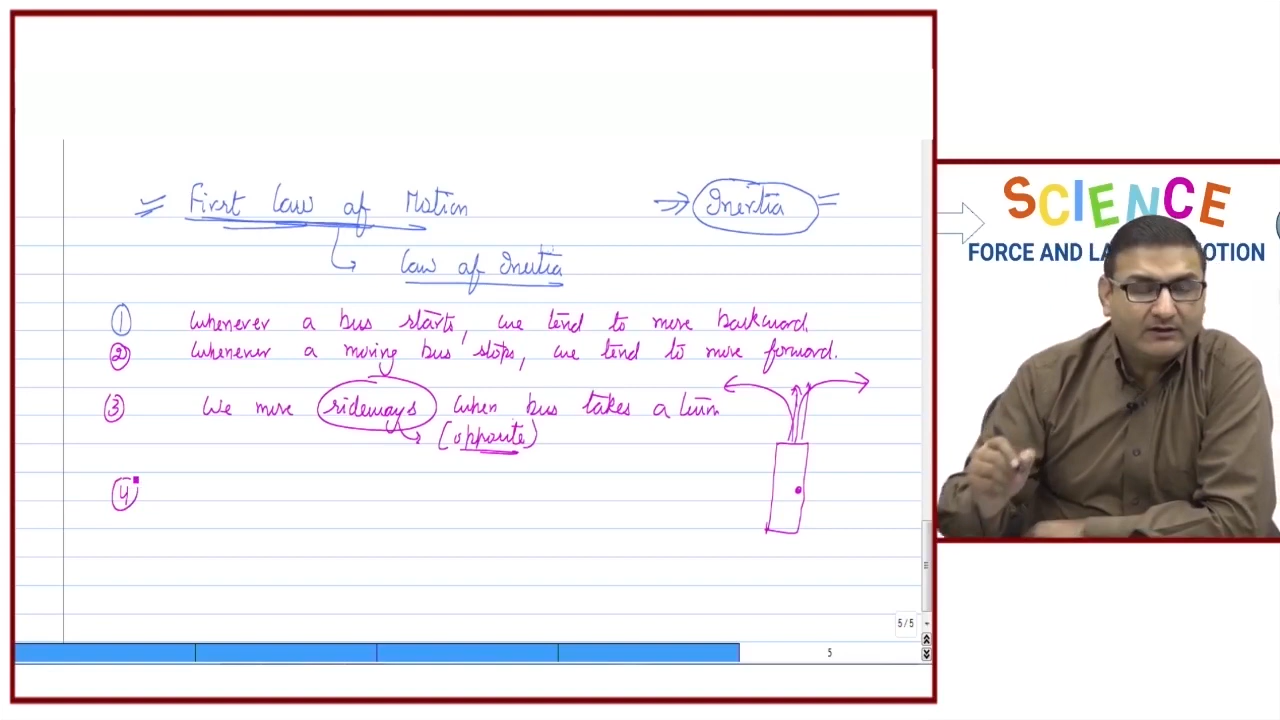 First Law of Motion → Inertia =
Law of Inertia
1 Whenever a bus starts, we tend to move backward.
2 Whenever a moving bus stops, we tend to move forward.
3 We move sideways when bus takes a turn
(opposite)
4
5/5
5
SCIENCE
FORCE AND LA OTION